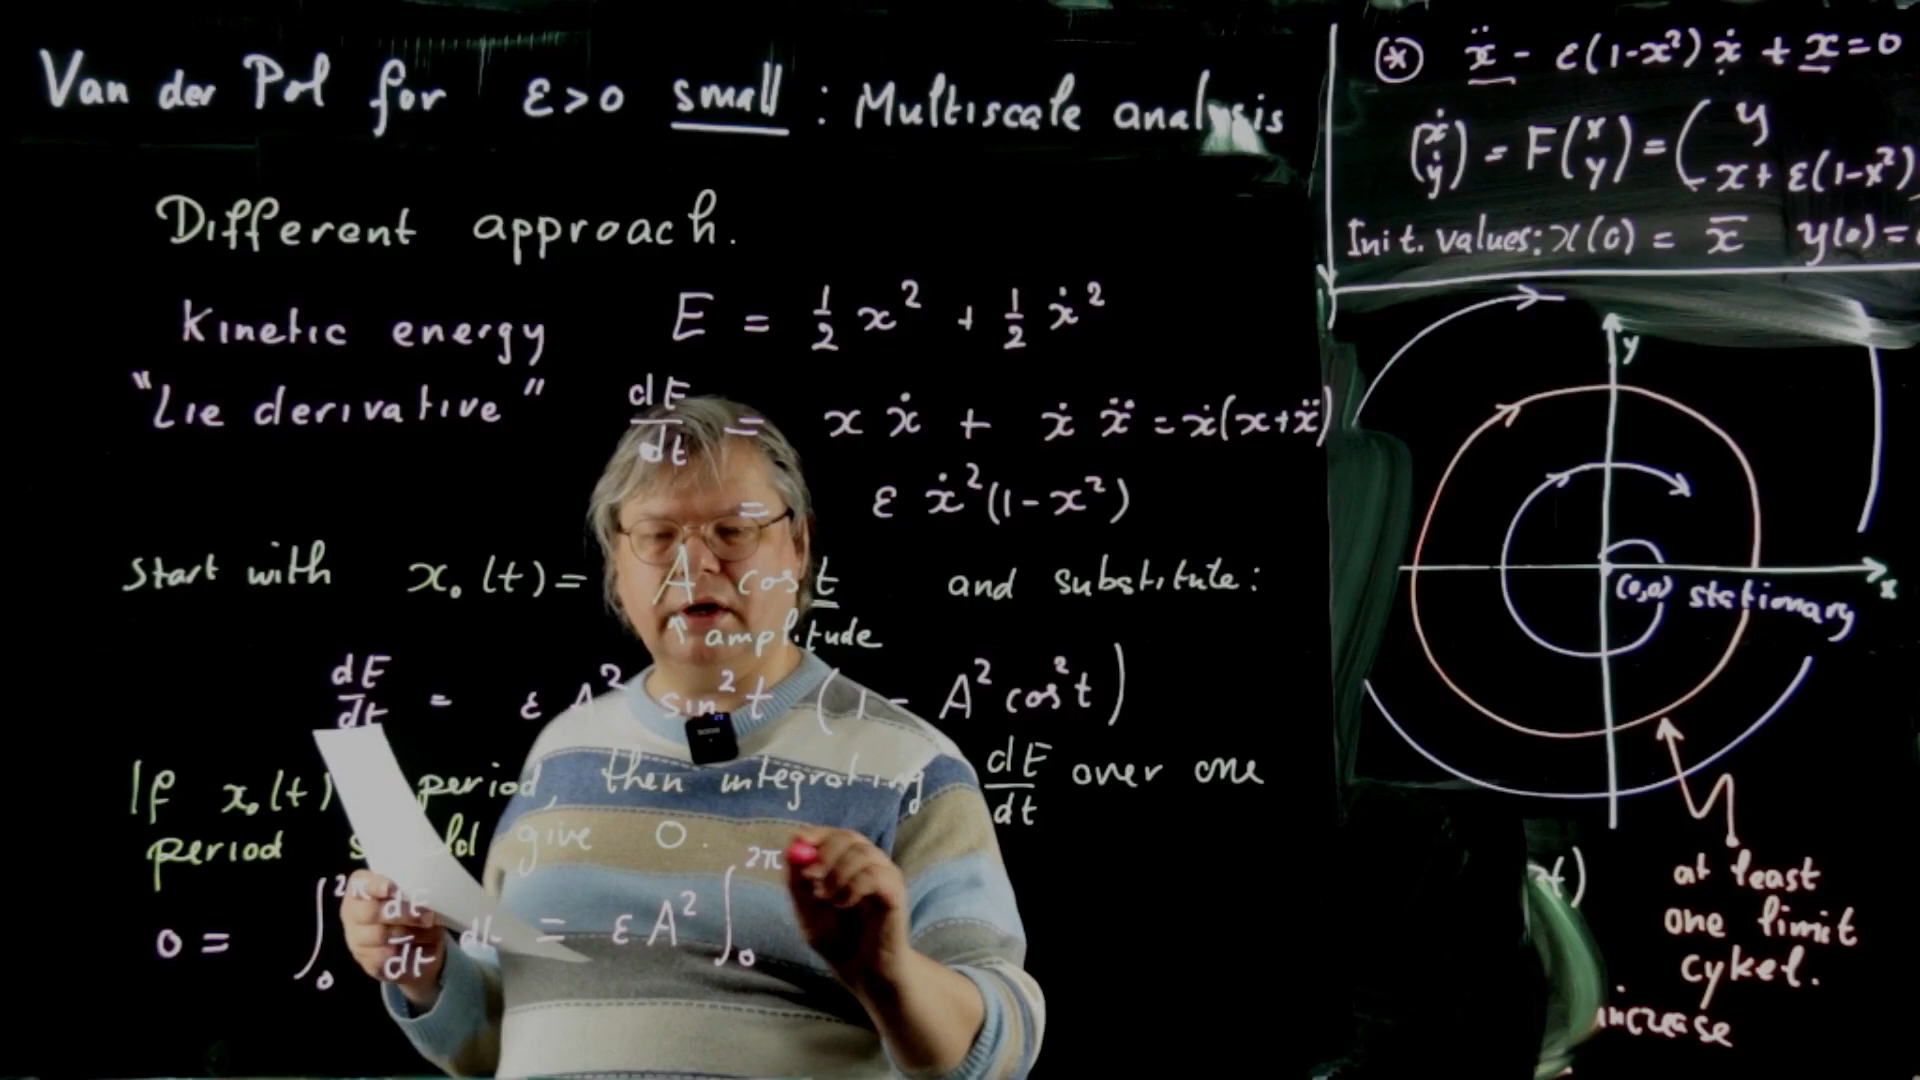 Van der Pol for ε>0 small : Multiscale analysis
Different approach.
Kinetic energy E = ½ x² + ½ ẋ²
"Lie derivative" dE/dt = x ẋ + ẋ ẍ = ẋ(x+ẍ)
= ε ẋ²(1-x²)
Start with x₀(t) = A cos t and substitute:
↑ amplitude
dE/dt = ε A² sin² t (1 - A² cos² t)
If x₀(t) period, then integrating dE/dt over one
period give 0.
0 = ∫₀^2π dE/dt dt = ε A² ∫₀^2π
(*) ẍ - ε(1-x²) ẋ + x = 0
(ẋ ẏ) = F(x y) = ( y
x + ε(1-x²)
Init. values: x(0) = x̄ y(0) =
y
x
(0,0) stationary
at least
one limit
cykel.
increase